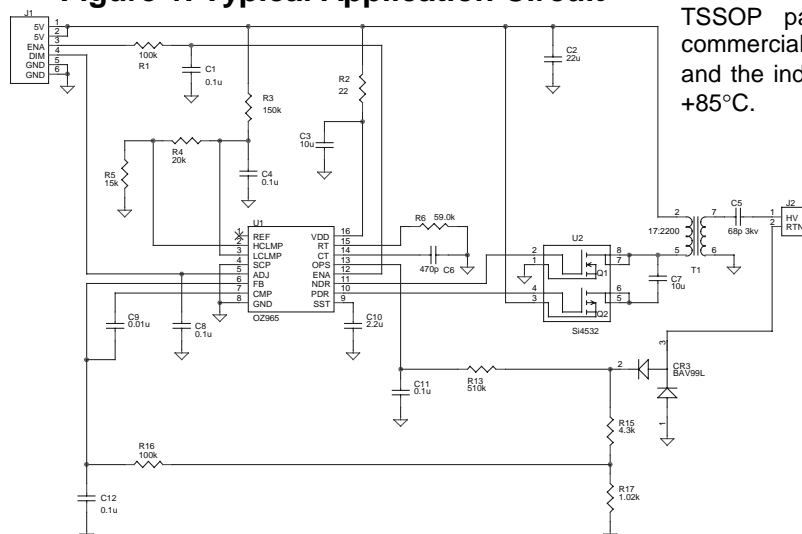 TSSOP pa
commercial
and the ind
+85°C.
J1
5V 1
5V 2
ENA 3
DIM 4
GND 5
GND 6
100k
R1
C1
0.1u
R3
150k
R2
22
C2
22u
C3
10u
R4
20k
R5
15k
C4
0.1u
U1
1 REF VDD 16
2 HCLMP RT 15
3 LCLMP CT 14
4 SCP OPS 13
5 ADJ ENA 12
6 FB NDR 11
7 CMP PDR 10
8 GND SST 9
OZ965
R6 59.0k
470p C6
U2
2 8
1 7
Q1
4 6
3 5
Q2
Si4532
2 7
17:2200
5 6
T1
C5
68p 3kv
J2
1 HV
2 RTN
C7
10u
C9
0.01u
C8
0.1u
C10
2.2u
C11
0.1u
R13
510k
2
3
CR3
BAV99L
1
R15
4.3k
R16
100k
R17
1.02k
C12
0.1u